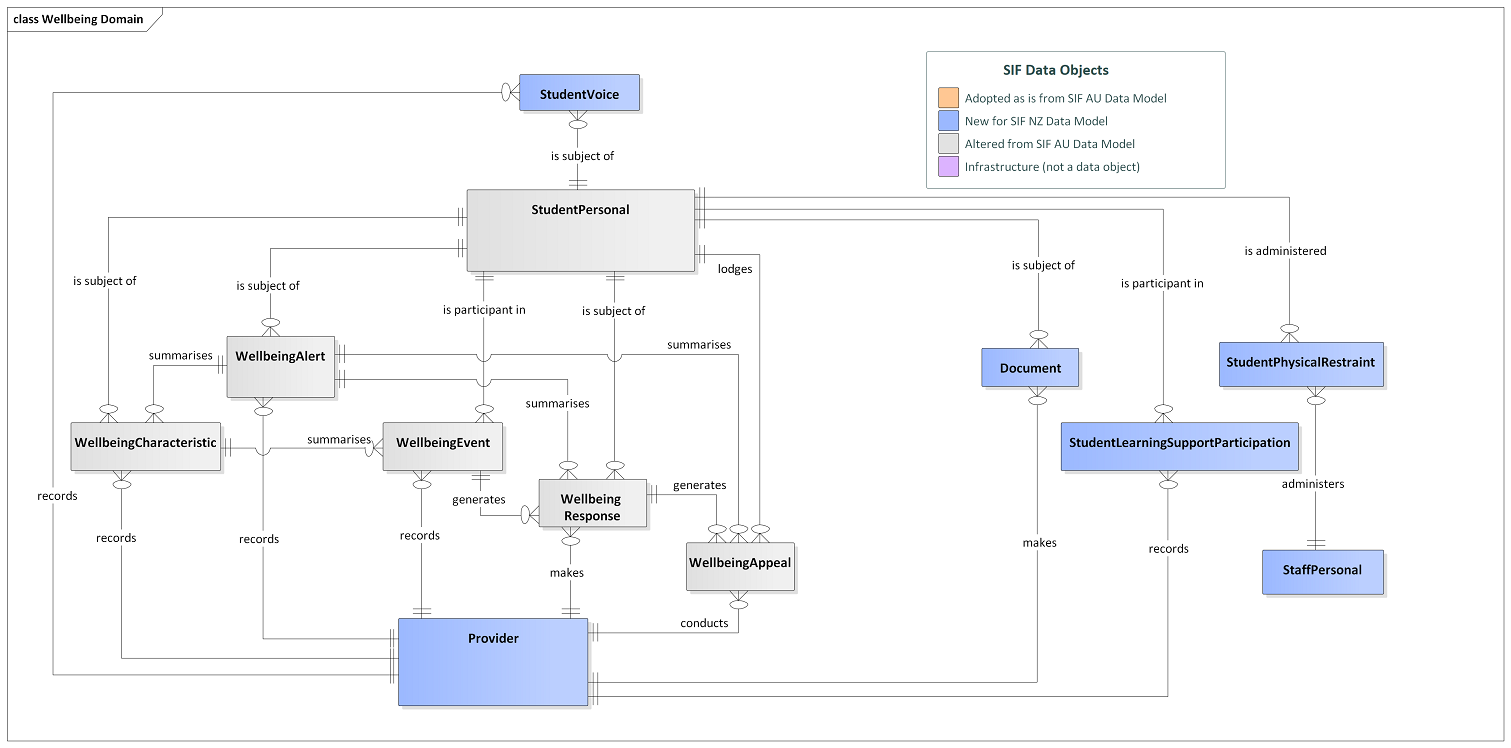 class Wellbeing Domain
SIF Data Objects
Adopted as is from SIF AU Data Model
New for SIF NZ Data Model
Altered from SIF AU Data Model
Infrastructure (not a data object)
StudentVoice
is subject of
StudentPersonal
is subject of
is subject of
is participant in
is subject of
lodges
is subject of
is participant in
is administered
WellbeingAlert
summarises
summarises
summarises
Document
StudentPhysicalRestraint
WellbeingCharacteristic
summarises
WellbeingEvent
StudentLearningSupportParticipation
generates
Wellbeing
Response
generates
administers
records
records
records
records
makes
WellbeingAppeal
makes
records
StaffPersonal
conducts
Provider